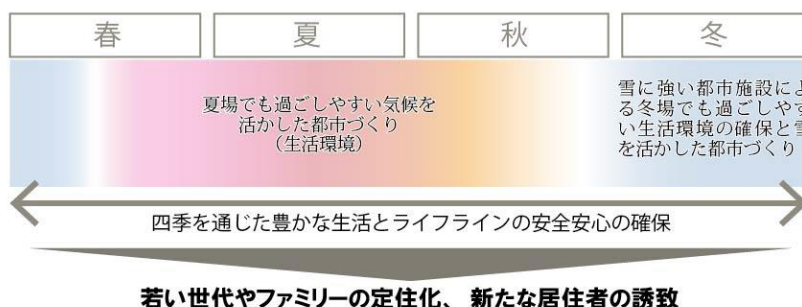 春
夏
秋
冬
夏場でも過ごしやすい気候を
活かした都市づくり
(生活環境)
雪に強い都市施設によ
る冬場でも過ごしやす
い生活環境の確保と雪
を活かした都市づくり
四季を通じた豊かな生活とライフラインの安全安心の確保
若い世代やファミリーの定住化、新たな居住者の誘致